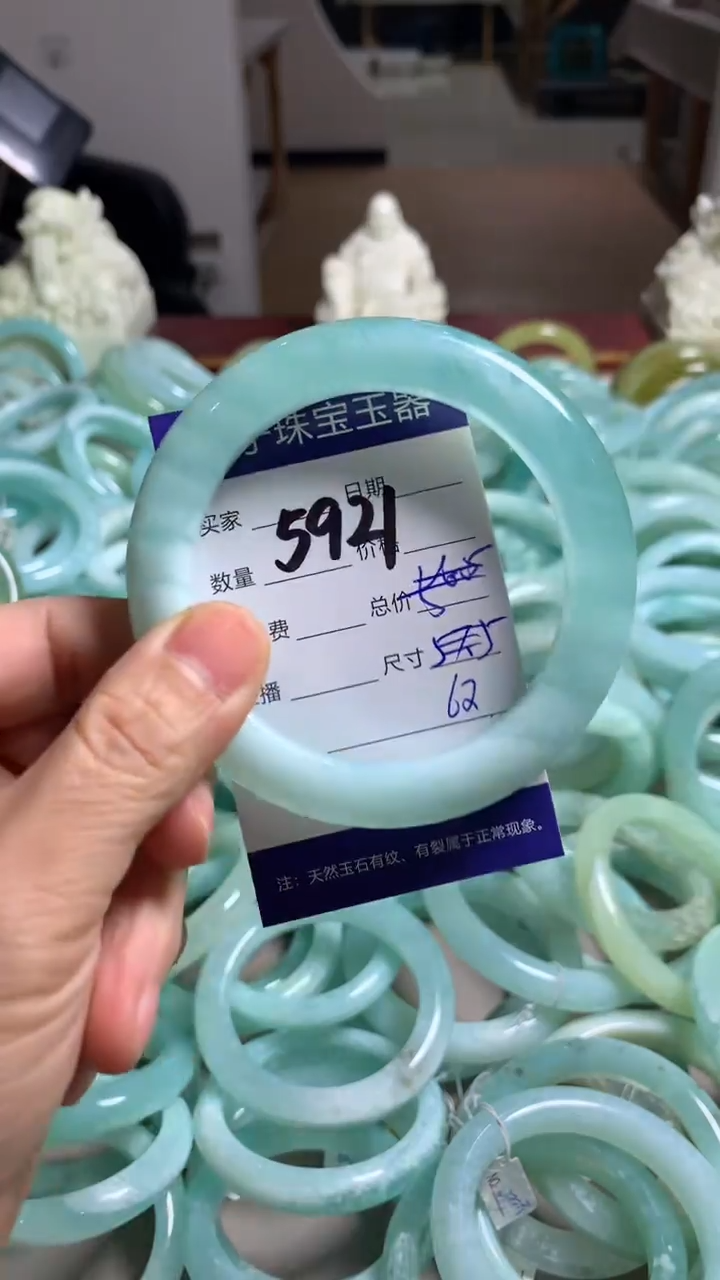 珠宝玉器
买家 日期
5921
数量 价格
费 总价
播 尺寸
62
注：天然玉石有纹、有裂属于正常现象。